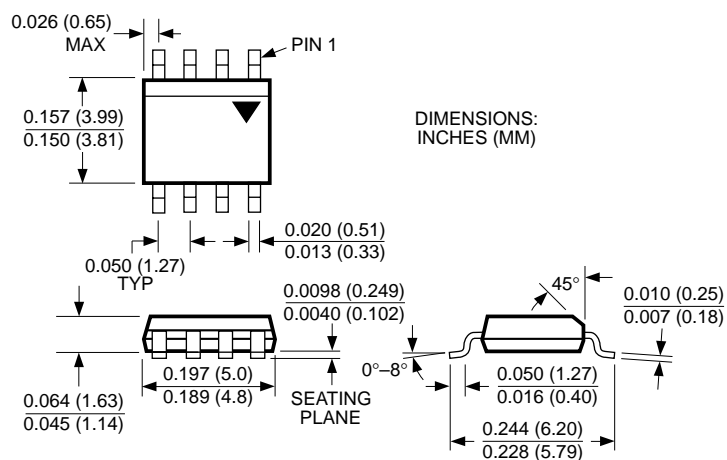 0.026 (0.65)
MAX
PIN 1
0.157 (3.99)
0.150 (3.81)
DIMENSIONS:
INCHES (MM)
0.020 (0.51)
0.013 (0.33)
0.050 (1.27)
TYP
0.0098 (0.249)
0.0040 (0.102)
45°
0.010 (0.25)
0.007 (0.18)
0°–8°
0.064 (1.63)
0.045 (1.14)
0.197 (5.0)
0.189 (4.8)
SEATING
PLANE
0.050 (1.27)
0.016 (0.40)
0.244 (6.20)
0.228 (5.79)